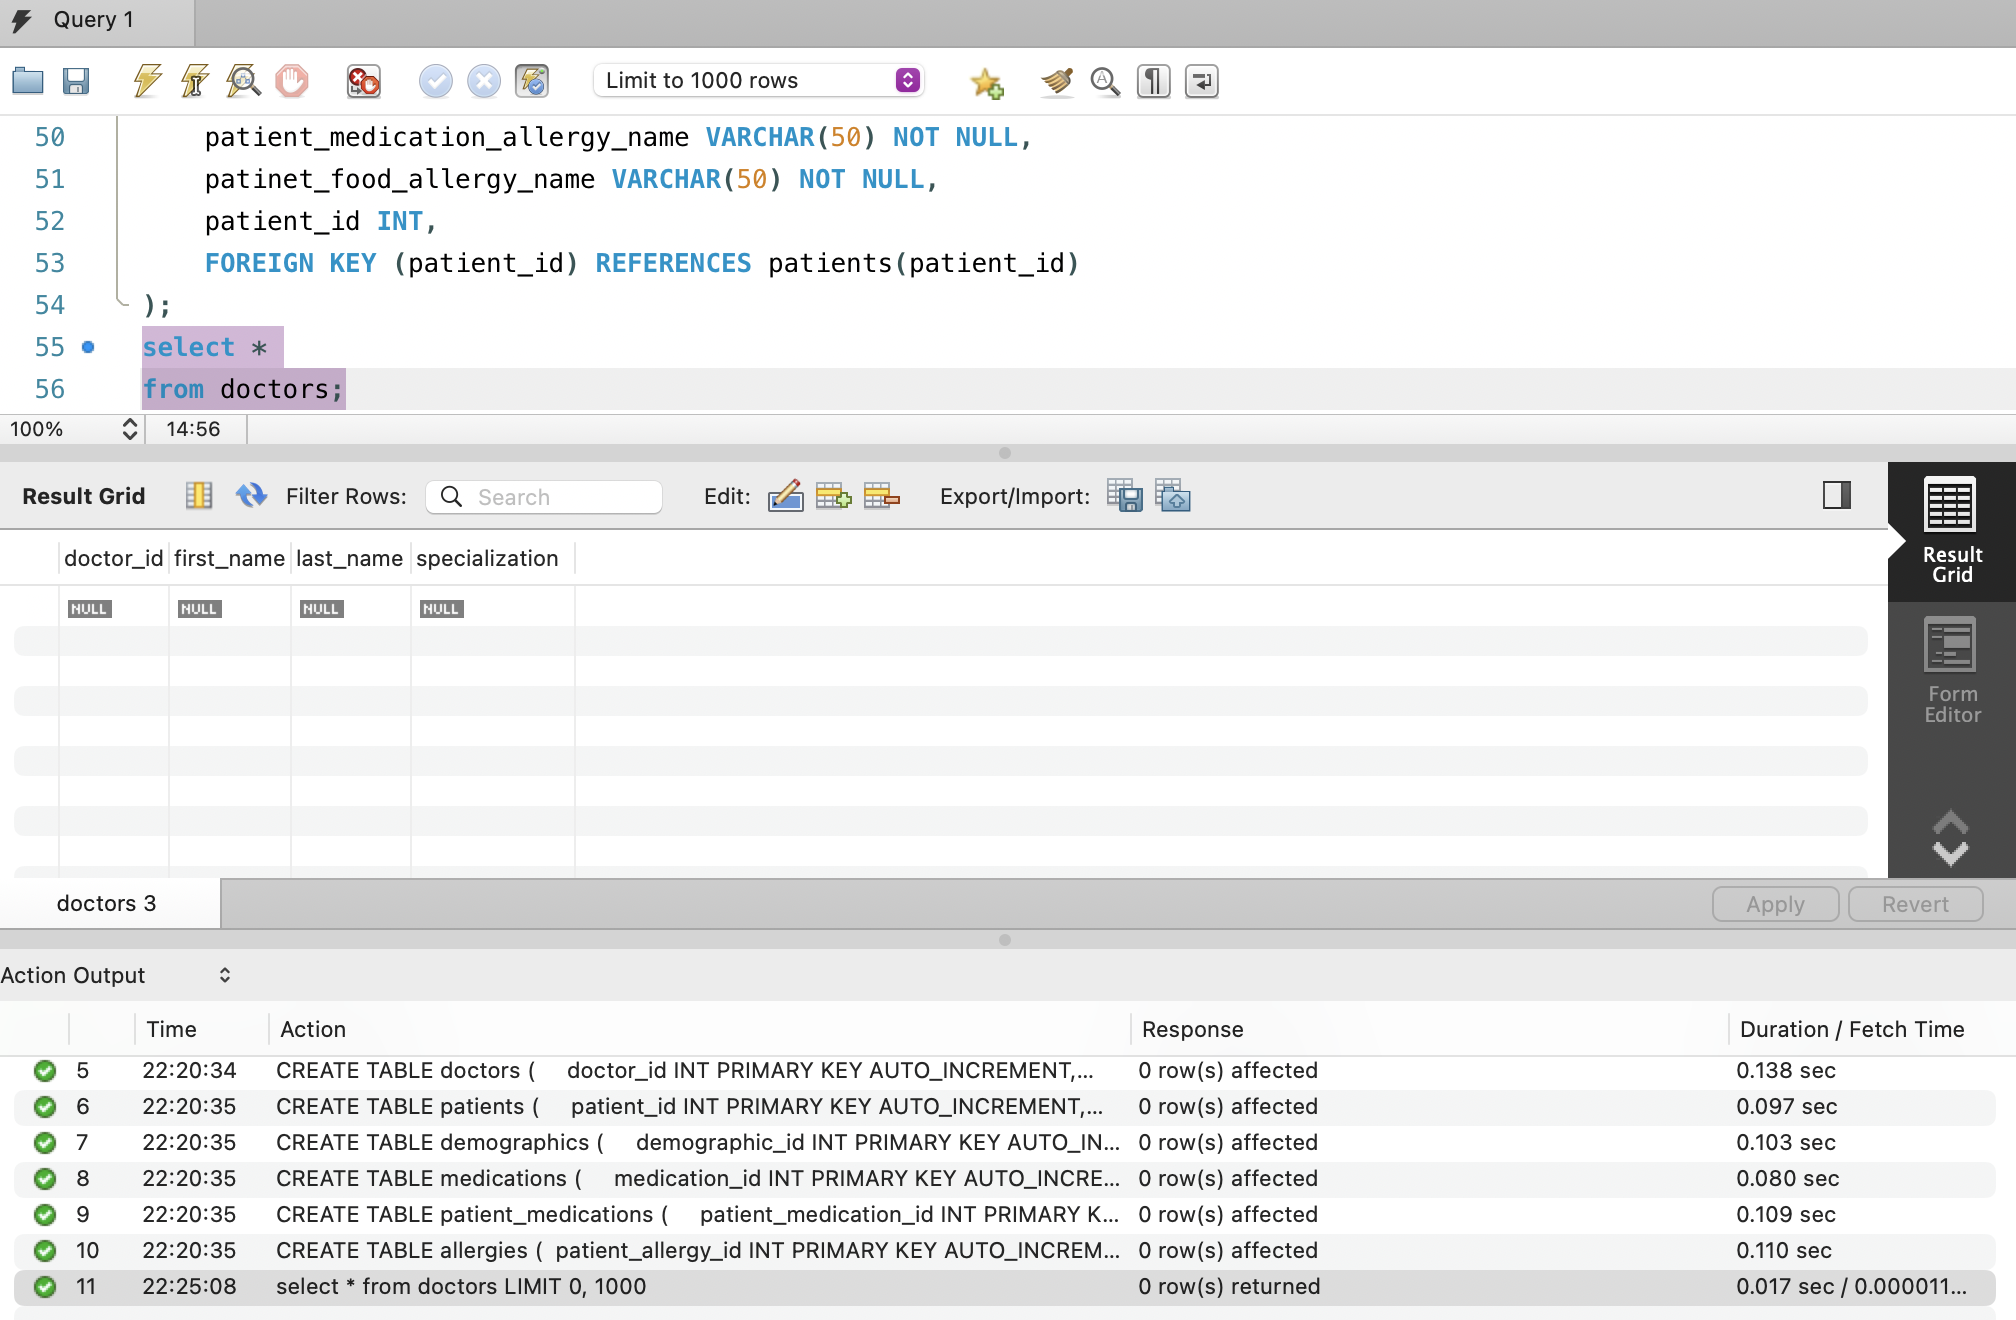 Query 1
Limit to 1000 rows
50 patient_medication_allergy_name VARCHAR(50) NOT NULL,
51 patinet_food_allergy_name VARCHAR(50) NOT NULL,
52 patient_id INT,
53 FOREIGN KEY (patient_id) REFERENCES patients(patient_id)
54 );
55 select *
56 from doctors;
100% 14:56
Result Grid Filter Rows: Search Edit: Export/Import:
Result Grid
Form Editor
doctor_id first_name last_name specialization
NULL NULL NULL NULL
doctors 3 Apply Revert
Action Output
Time Action Response Duration / Fetch Time
5 22:20:34 CREATE TABLE doctors ( doctor_id INT PRIMARY KEY AUTO_INCREMENT,... 0 row(s) affected 0.138 sec
6 22:20:35 CREATE TABLE patients ( patient_id INT PRIMARY KEY AUTO_INCREMENT,... 0 row(s) affected 0.097 sec
7 22:20:35 CREATE TABLE demographics ( demographic_id INT PRIMARY KEY AUTO_IN... 0 row(s) affected 0.103 sec
8 22:20:35 CREATE TABLE medications ( medication_id INT PRIMARY KEY AUTO_INCRE... 0 row(s) affected 0.080 sec
9 22:20:35 CREATE TABLE patient_medications ( patient_medication_id INT PRIMARY K... 0 row(s) affected 0.109 sec
10 22:20:35 CREATE TABLE allergies ( patient_allergy_id INT PRIMARY KEY AUTO_INCREM... 0 row(s) affected 0.110 sec
11 22:25:08 select * from doctors LIMIT 0, 1000 0 row(s) returned 0.017 sec / 0.000011...